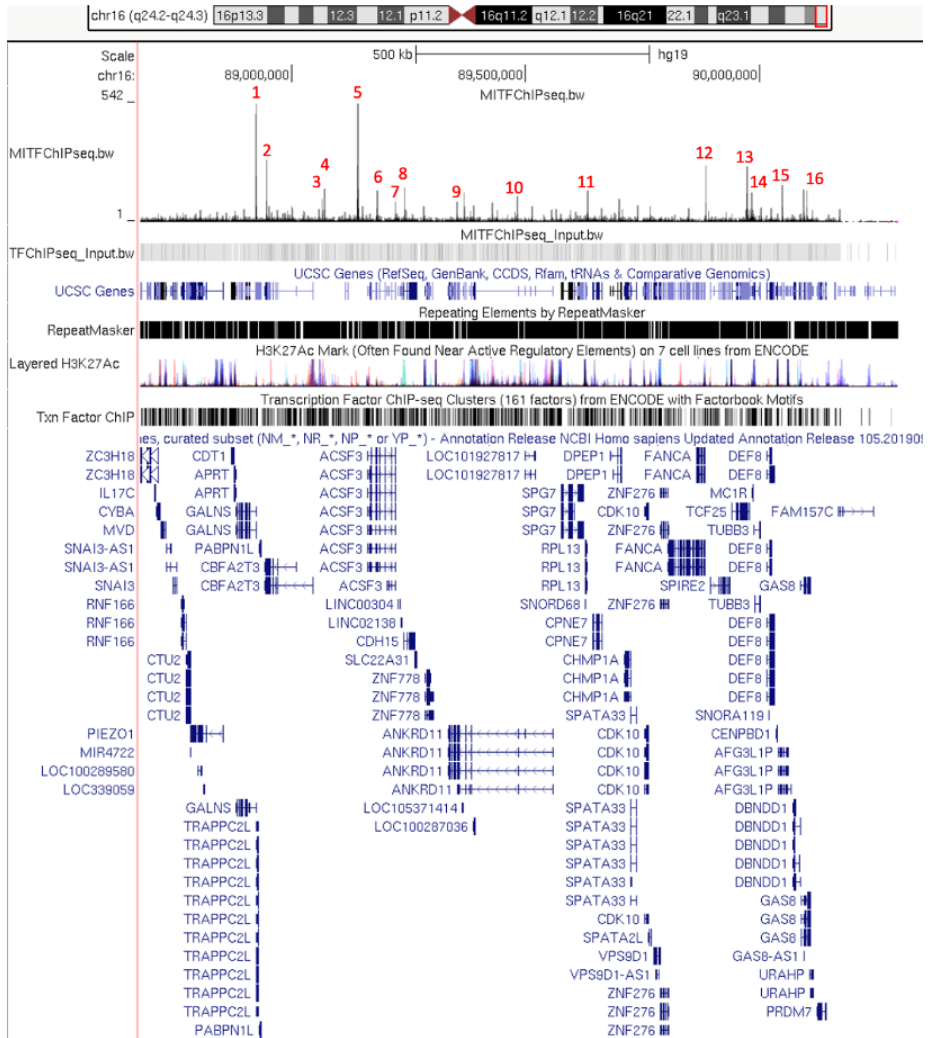 chr16 (q24.2-q24.3) 16p13.3 12.3 12.1 p11.2 16q11.2 q12.1 12.2 16q21 22.1 q23.1
Scale 500 kb hg19
chr16: 89,000,000 89,500,000 90,000,000
542 _ MITFChIPseq.bw
1 2 3 4 5 6 7 8 9 10 11 12 13 14 15 16
MITFChIPseq.bw
1 _
MITFChIPseq_Input.bw
TFChIPseq_Input.bw
UCSC Genes (RefSeq, GenBank, CCDS, Rfam, tRNAs & Comparative Genomics)
UCSC Genes
Repeating Elements by RepeatMasker
RepeatMasker
H3K27Ac Mark (Often Found Near Active Regulatory Elements) on 7 cell lines from ENCODE
Layered H3K27Ac
Transcription Factor ChIP-seq Clusters (161 factors) from ENCODE with Factorbook Motifs
Txn Factor ChIP
es, curated subset (NM_*, NR_*, NP_* or YP_*) - Annotation Release NCBI Homo sapiens Updated Annotation Release 105.201909
ZC3H18 CDT1 ACSF3 LOC101927817 DPEP1 FANCA DEF8
ZC3H18 APRT ACSF3 LOC101927817 DPEP1 FANCA DEF8
IL17C APRT ACSF3 SPG7 ZNF276 MC1R
CYBA GALNS ACSF3 SPG7 CDK10 TCF25 FAM157C
MVD GALNS ACSF3 SPG7 ZNF276 TUBB3
SNAI3-AS1 PABPN1L ACSF3 RPL13 FANCA DEF8
SNAI3-AS1 CBFA2T3 ACSF3 RPL13 FANCA DEF8
SNAI3 CBFA2T3 ACSF3 RPL13 SPIRE2 GAS8
RNF166 LINC00304 SNORD68 ZNF276 TUBB3
RNF166 LINC02138 CPNE7 DEF8
RNF166 CDH15 CPNE7 DEF8
CTU2 SLC22A31 CHMP1A DEF8
CTU2 ZNF778 CHMP1A DEF8
CTU2 ZNF778 CHMP1A DEF8
CTU2 ZNF778 SPATA33 SNORA119
PIEZO1 ANKRD11 CDK10 CENPBD1
MIR4722 ANKRD11 CDK10 AFG3L1P
LOC100289580 ANKRD11 CDK10 AFG3L1P
LOC339059 ANKRD11 CDK10 AFG3L1P
GALNS LOC105371414 SPATA33 DBNDD1
TRAPPC2L LOC100287036 SPATA33 DBNDD1
TRAPPC2L SPATA33 DBNDD1
TRAPPC2L SPATA33 DBNDD1
TRAPPC2L SPATA33 DBNDD1
TRAPPC2L SPATA33 GAS8
TRAPPC2L CDK10 GAS8
TRAPPC2L SPATA2L GAS8
TRAPPC2L VPS9D1 GAS8-AS1
TRAPPC2L VPS9D1-AS1 URAHP
TRAPPC2L ZNF276 URAHP
TRAPPC2L ZNF276 PRDM7
PABPN1L ZNF276